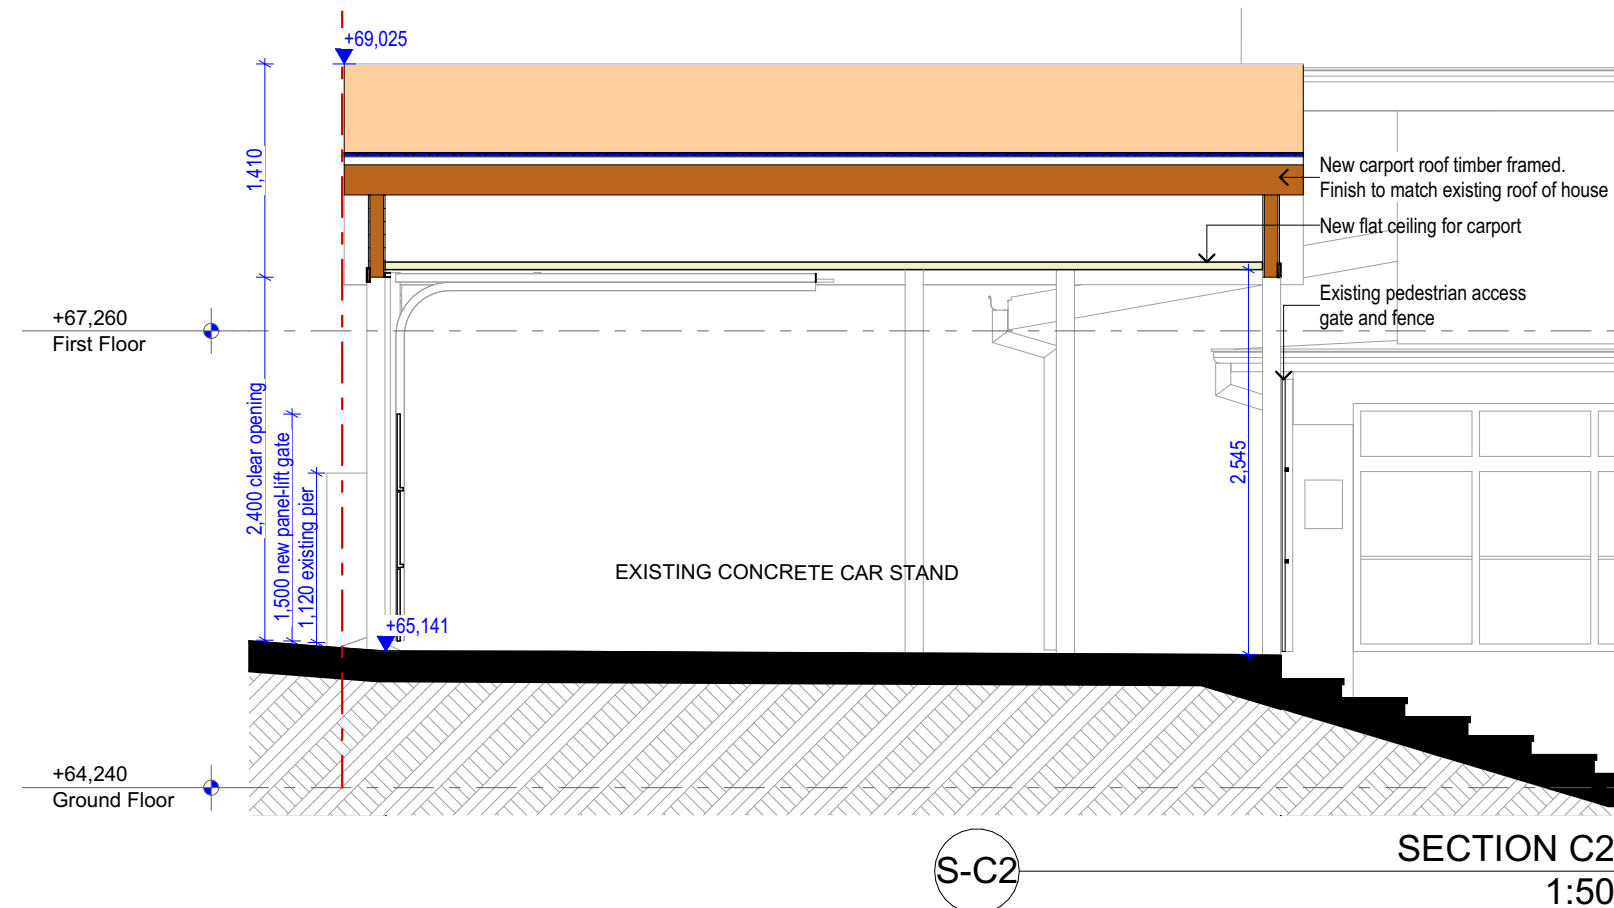 +69,025
1,410
New carport roof timber framed.
Finish to match existing roof of house
New flat ceiling for carport
Existing pedestrian access
gate and fence
+67,260
First Floor
2,400 clear opening
1,500 new panel-lift gate
1,120 existing pier
2,545
EXISTING CONCRETE CAR STAND
+65,141
+64,240
Ground Floor
S-C2
SECTION C2
1:50